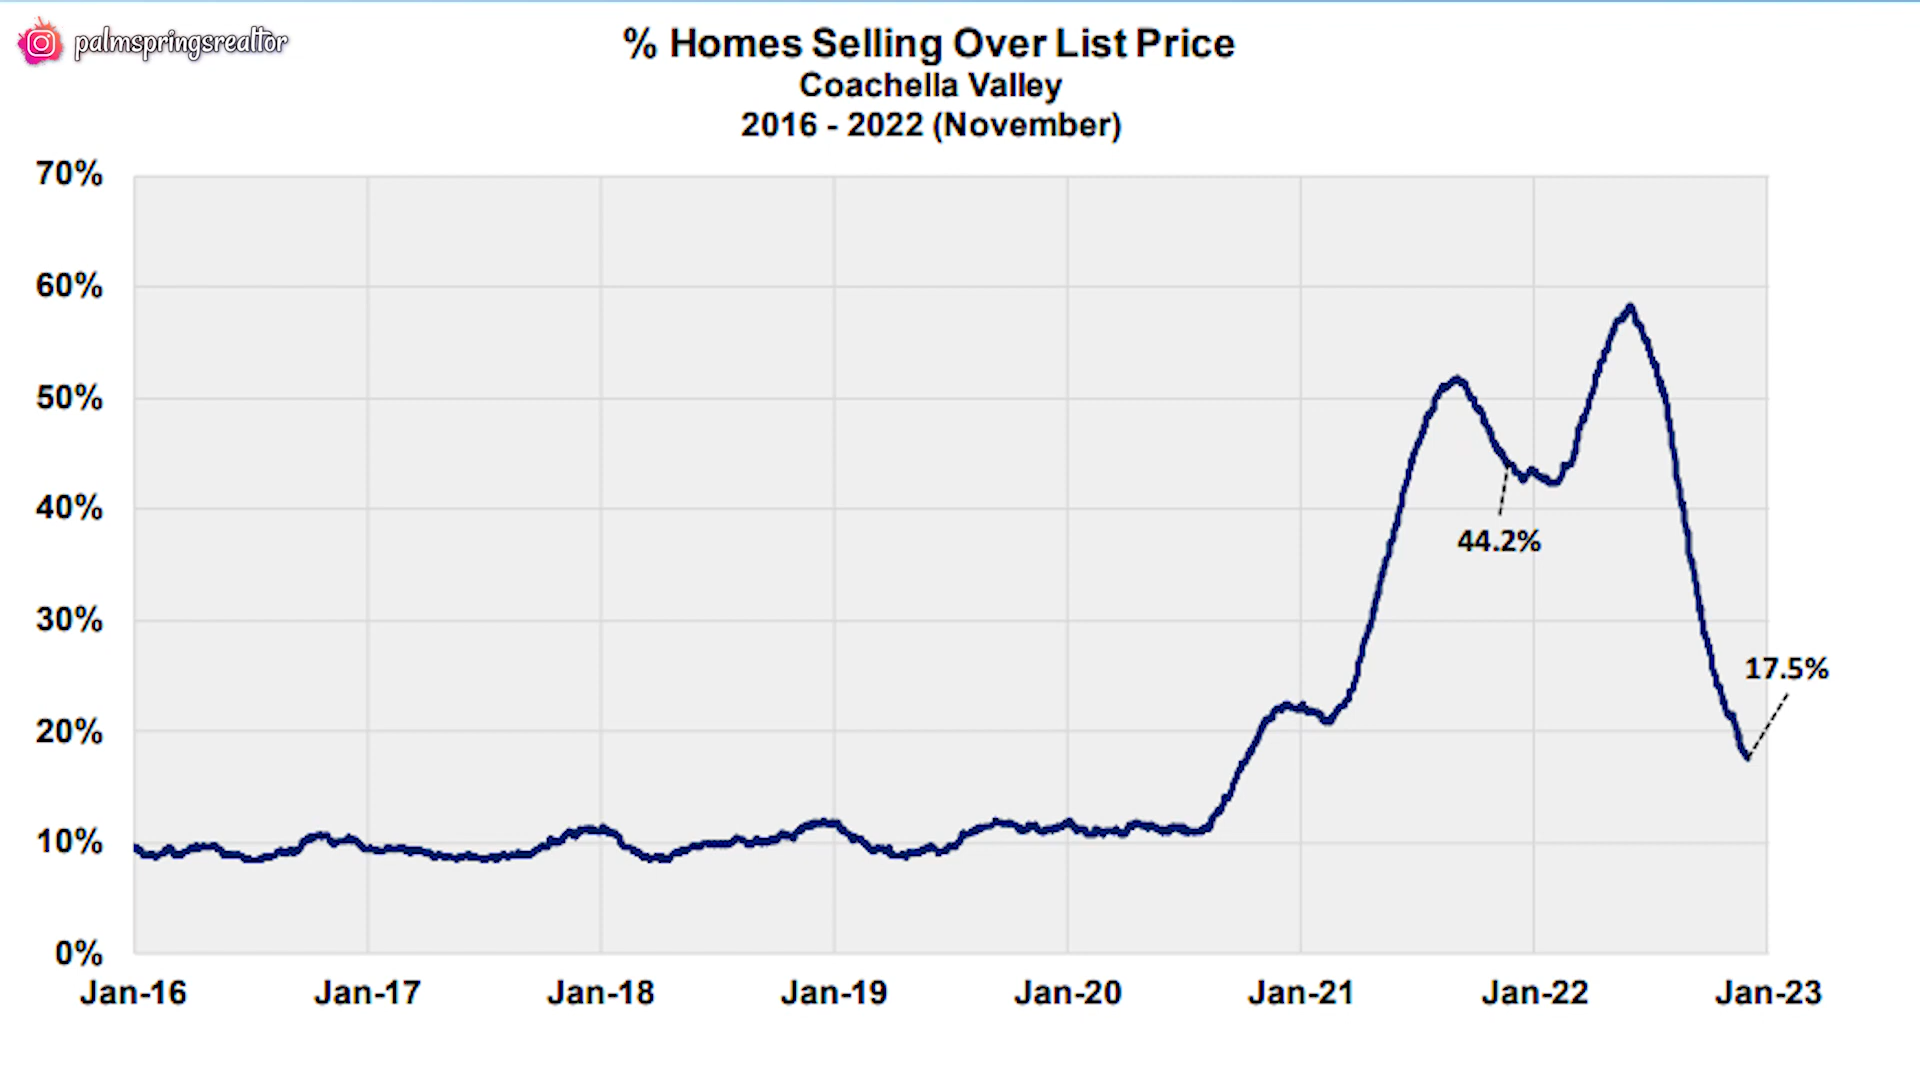 palmspringsrealtor
% Homes Selling Over List Price
Coachella Valley
2016 - 2022 (November)
70%
60%
50%
40%
30%
20%
10%
0%
44.2%
17.5%
Jan-16 Jan-17 Jan-18 Jan-19 Jan-20 Jan-21 Jan-22 Jan-23